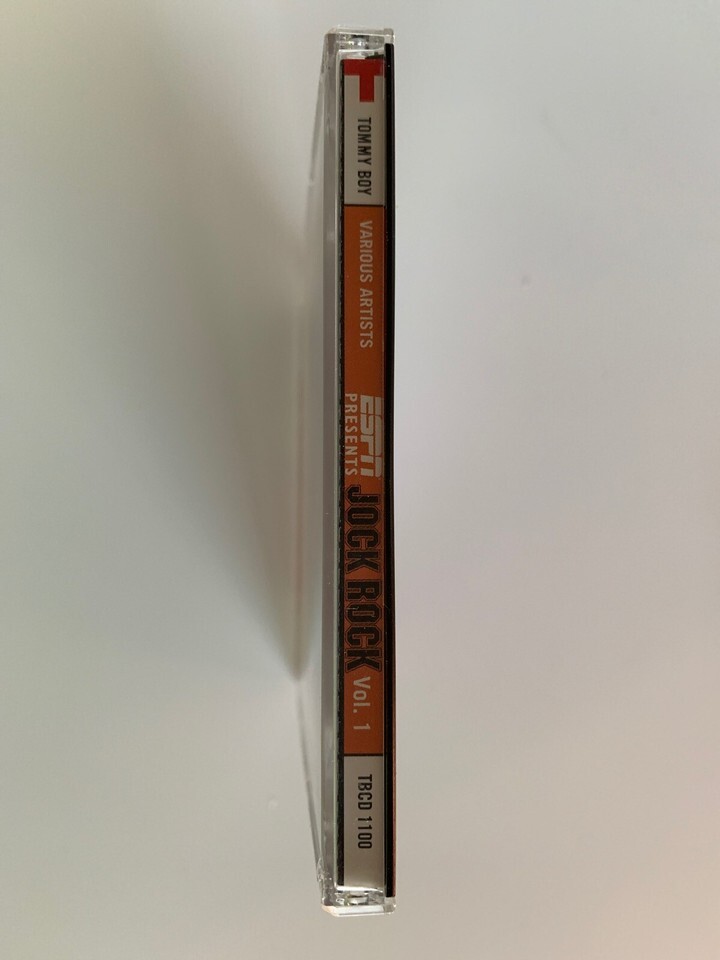 TOMMY BOY
VARIOUS ARTISTS
ESPN
PRESENTS
JOCK ROCK Vol. 1
TBCD 1100